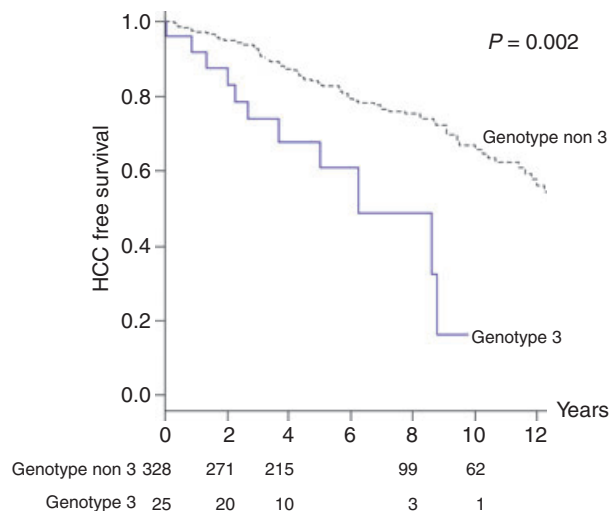 1.0
P = 0.002
0.8
Genotype non 3
HCC free survival
0.6
0.4
0.2
Genotype 3
0.0
Years
0 2 4 6 8 10 12
Genotype non 3 328 271 215 99 62
Genotype 3 25 20 10 3 1